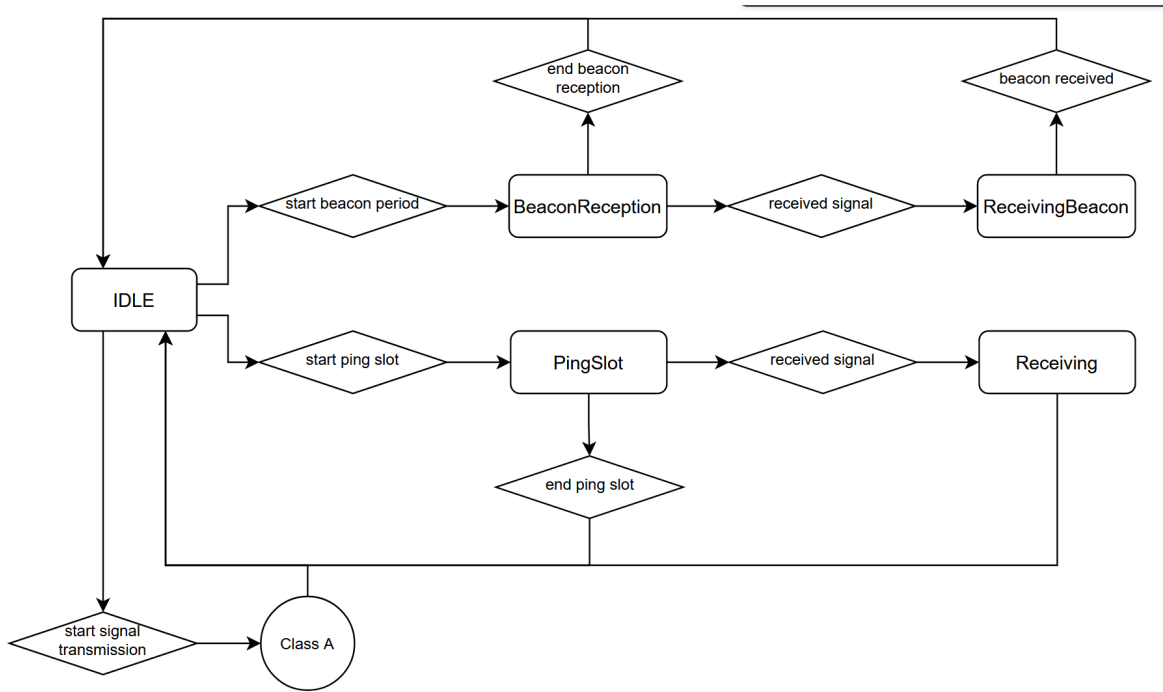 end beacon
reception
beacon received
start beacon period
BeaconReception
received signal
ReceivingBeacon
IDLE
start ping slot
PingSlot
received signal
Receiving
end ping slot
start signal
transmission
Class A